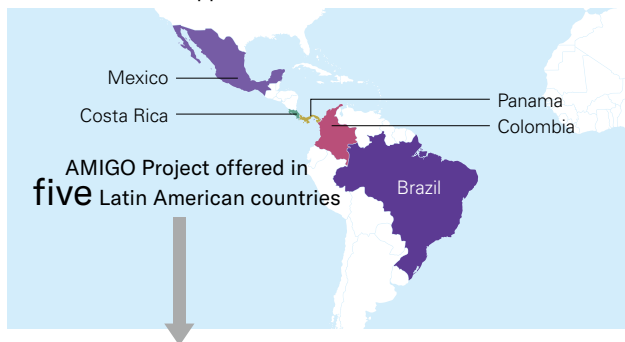 Mexico
Costa Rica
Panama
Colombia
Brazil
AMIGO Project offered in
five Latin American countries